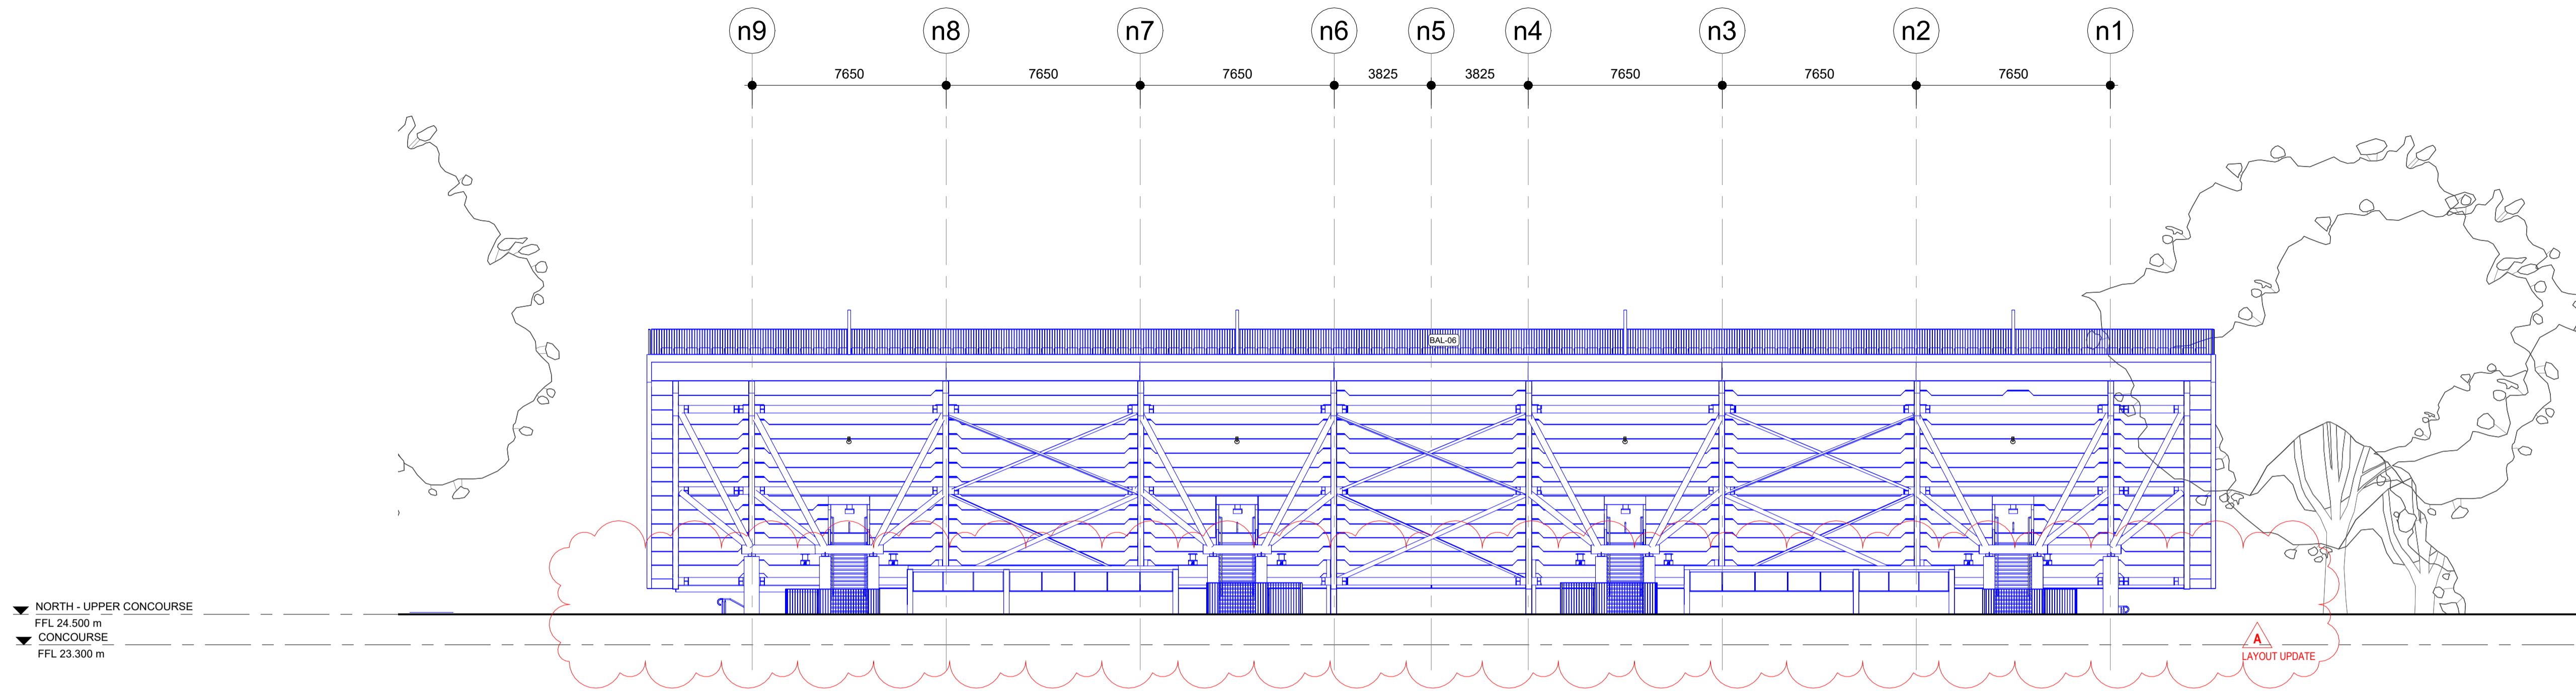 n9 n8 n7 n6 n5 n4 n3 n2 n1
7650 7650 7650 3825 3825 7650 7650 7650
BAL-06
NORTH - UPPER CONCOURSE
FFL 24.500 m
CONCOURSE
FFL 23.300 m
A
LAYOUT UPDATE